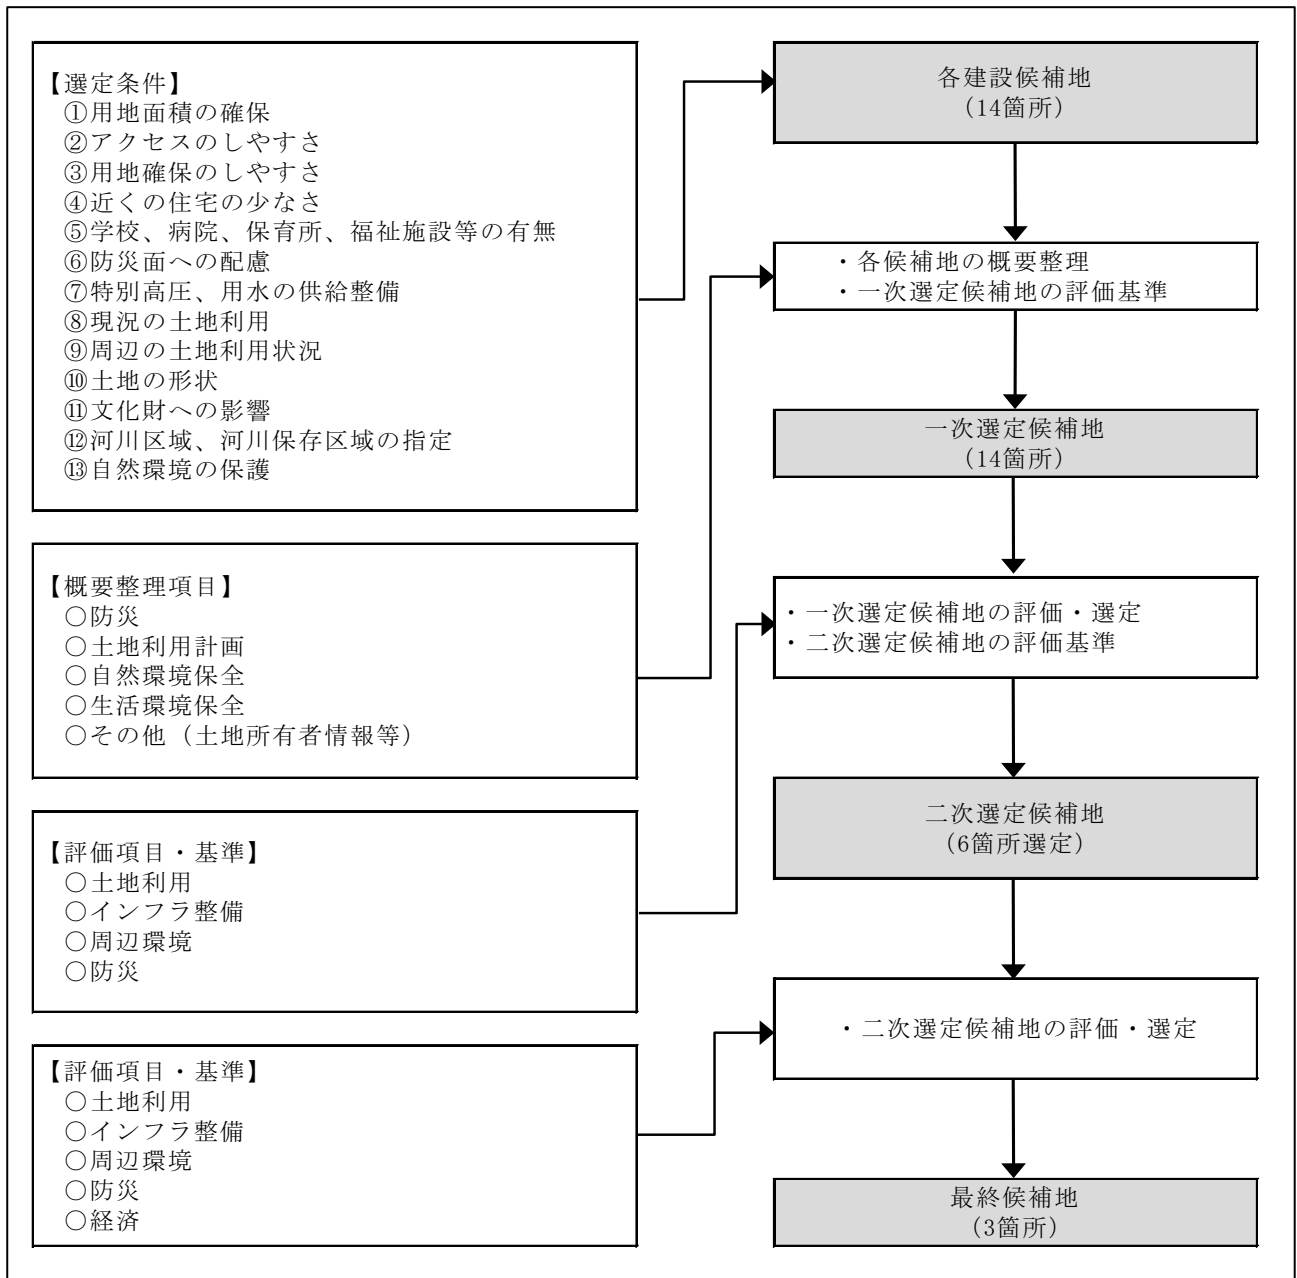 【選定条件】
①用地面積の確保
②アクセスのしやすさ
③用地確保のしやすさ
④近くの住宅の少なさ
⑤学校、病院、保育所、福祉施設等の有無
⑥防災面への配慮
⑦特別高圧、用水の供給整備
⑧現況の土地利用
⑨周辺の土地利用状況
⑩土地の形状
⑪文化財への影響
⑫河川区域、河川保存区域の指定
⑬自然環境の保護
【概要整理項目】
○防災
○土地利用計画
○自然環境保全
○生活環境保全
○その他（土地所有者情報等）
【評価項目・基準】
○土地利用
○インフラ整備
○周辺環境
○防災
【評価項目・基準】
○土地利用
○インフラ整備
○周辺環境
○防災
○経済
各建設候補地
（14箇所）
・各候補地の概要整理
・一次選定候補地の評価基準
一次選定候補地
（14箇所）
・一次選定候補地の評価・選定
・二次選定候補地の評価基準
二次選定候補地
（6箇所選定）
・二次選定候補地の評価・選定
最終候補地
（3箇所）